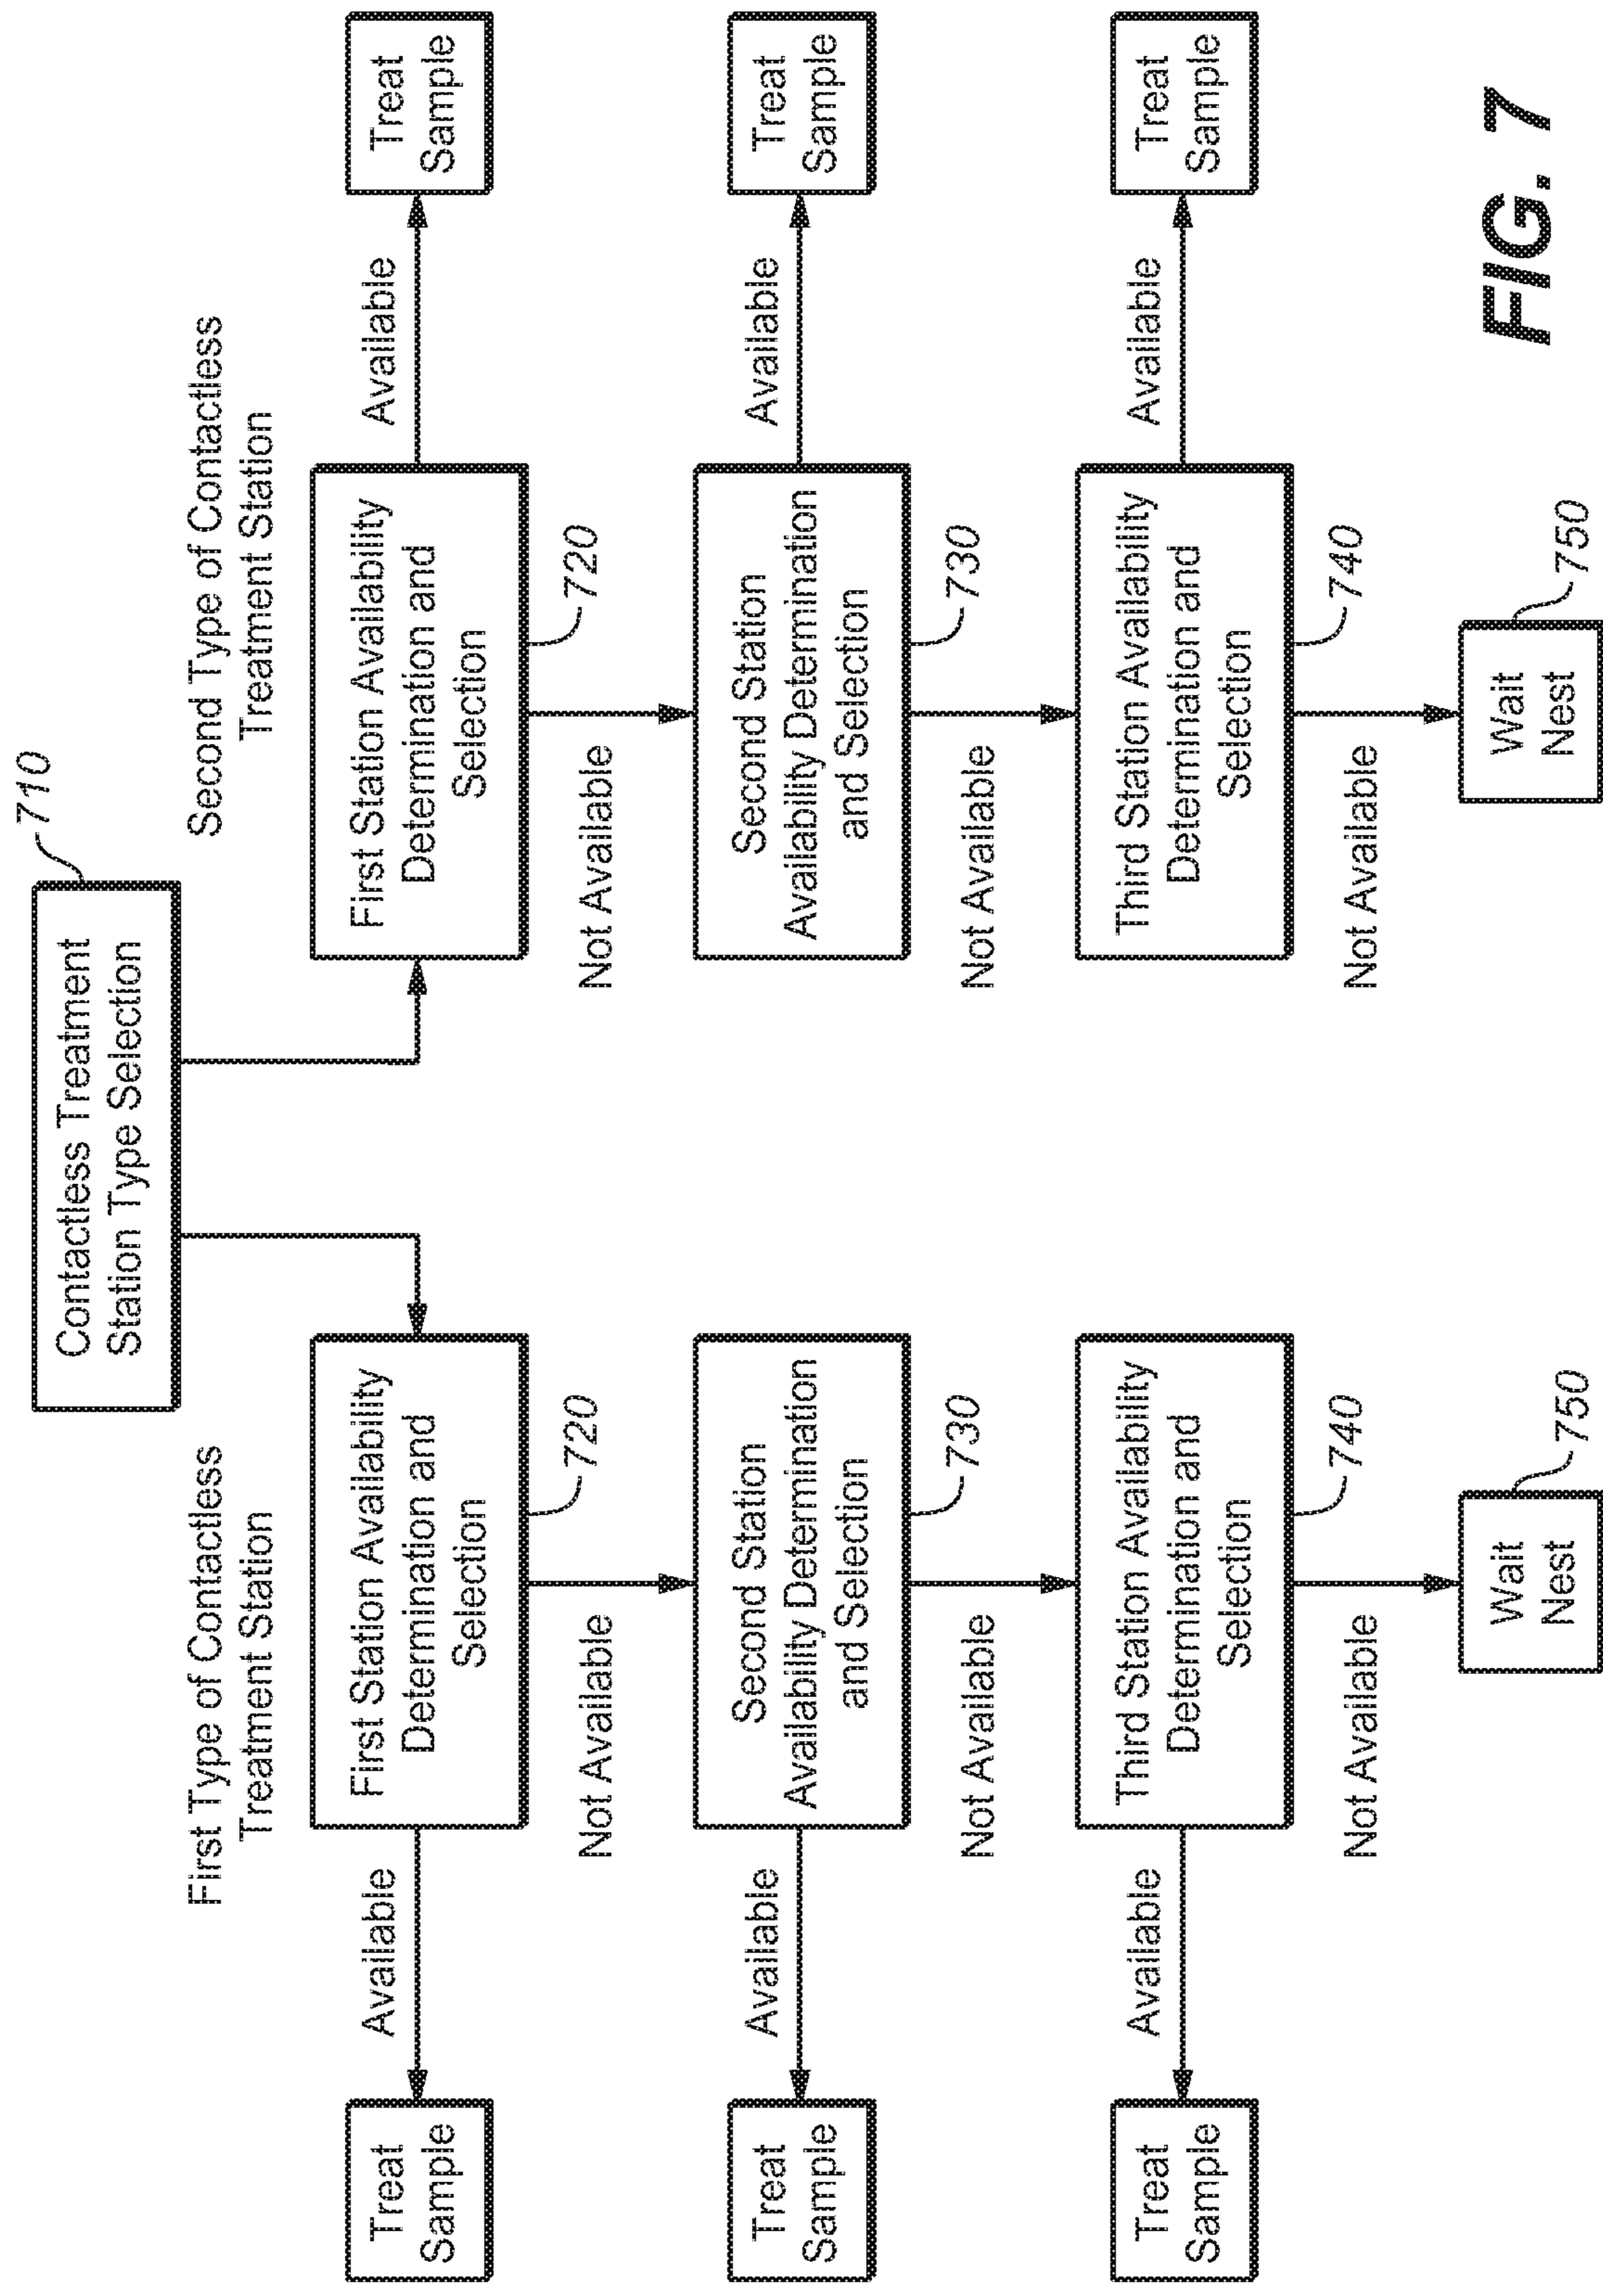 710
Contactless Treatment
Station Type Selection
First Type of Contactless
Treatment Station
Second Type of Contactless
Treatment Station
Treat
Sample
Available
First Station Availability
Determination and
Selection
720
First Station Availability
Determination and
Selection
720
Available
Treat
Sample
Not Available
Not Available
Treat
Sample
Available
Second Station
Availability Determination
and Selection
730
Second Station
Availability Determination
and Selection
730
Available
Treat
Sample
Not Available
Not Available
Treat
Sample
Available
Third Station Availability
Determination and
Selection
740
Third Station Availability
Determination and
Selection
740
Available
Treat
Sample
Not Available
Not Available
Wait
Nest
750
Wait
Nest
750
FIG. 7